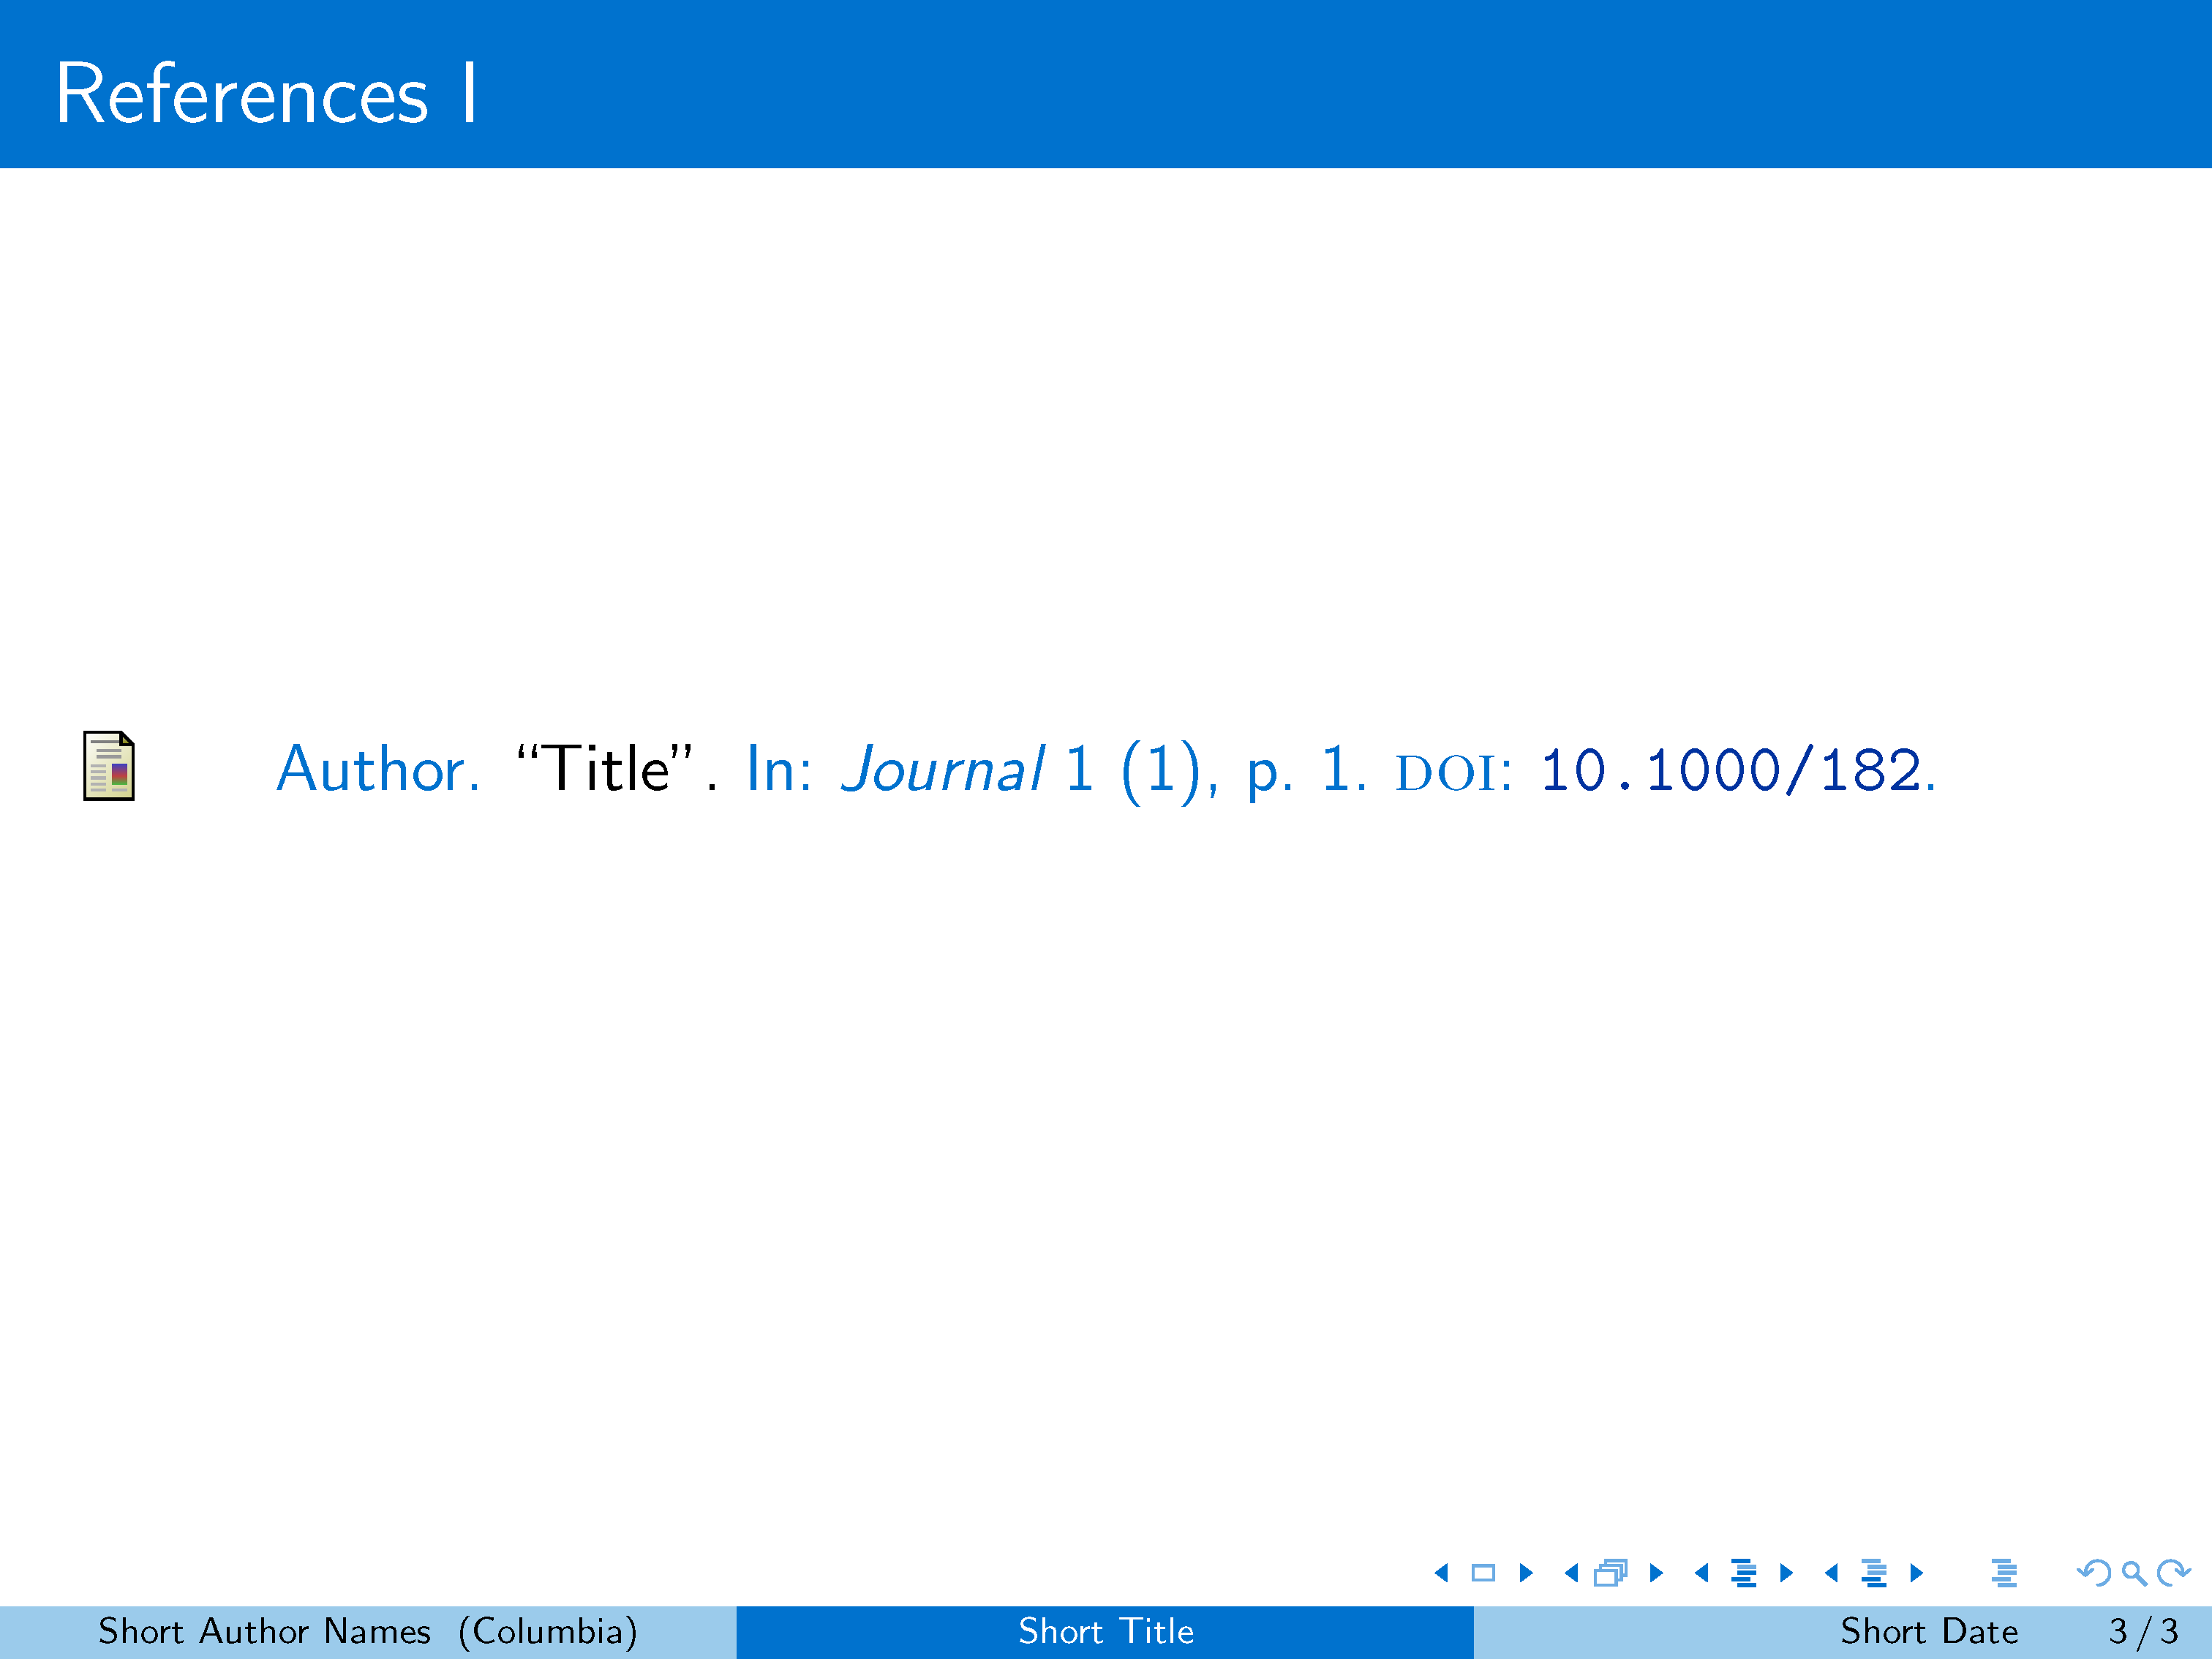 References I
Author. “Title”. In: Journal 1 (1), p. 1. DOI: 10.1000/182.
Short Author Names (Columbia)
Short Title
Short Date
3 / 3